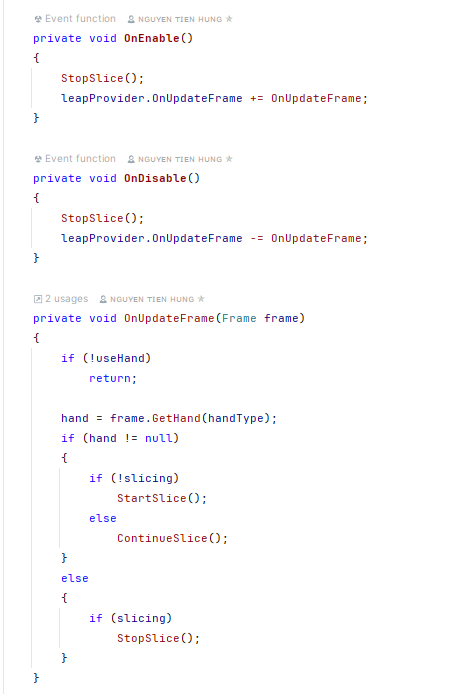 Event function NGUYEN TIEN HUNG *
private void OnEnable()
{
StopSlice();
leapProvider.OnUpdateFrame += OnUpdateFrame;
}
Event function NGUYEN TIEN HUNG *
private void OnDisable()
{
StopSlice();
leapProvider.OnUpdateFrame -= OnUpdateFrame;
}
2 usages NGUYEN TIEN HUNG *
private void OnUpdateFrame(Frame frame)
{
if (!useHand)
return;
hand = frame.GetHand(handType);
if (hand != null)
{
if (!slicing)
StartSlice();
else
ContinueSlice();
}
else
{
if (slicing)
StopSlice();
}
}